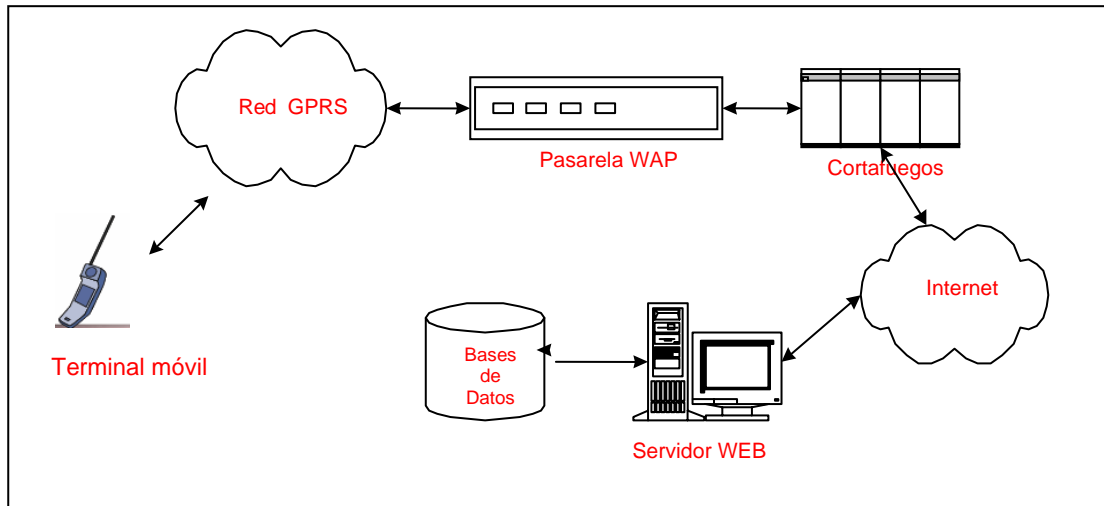 Red GPRS
Pasarela WAP
Cortafuegos
Internet
Terminal móvil
Bases
de
Datos
Servidor WEB